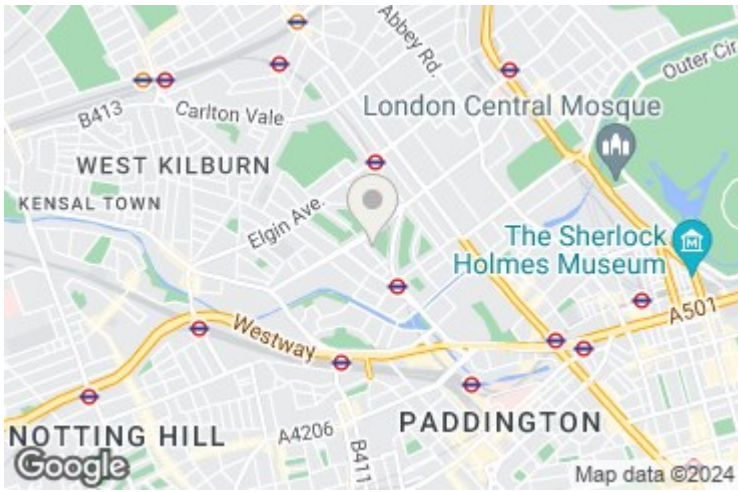 Abbey Rd.
Outer Cir
B413
Carlton Vale
London Central Mosque
WEST KILBURN
KENSAL TOWN
Elgin Ave.
The Sherlock
Holmes Museum
M
A501
Westway
NOTTING HILL
A4206
B411
PADDINGTON
Google
Map data ©2024